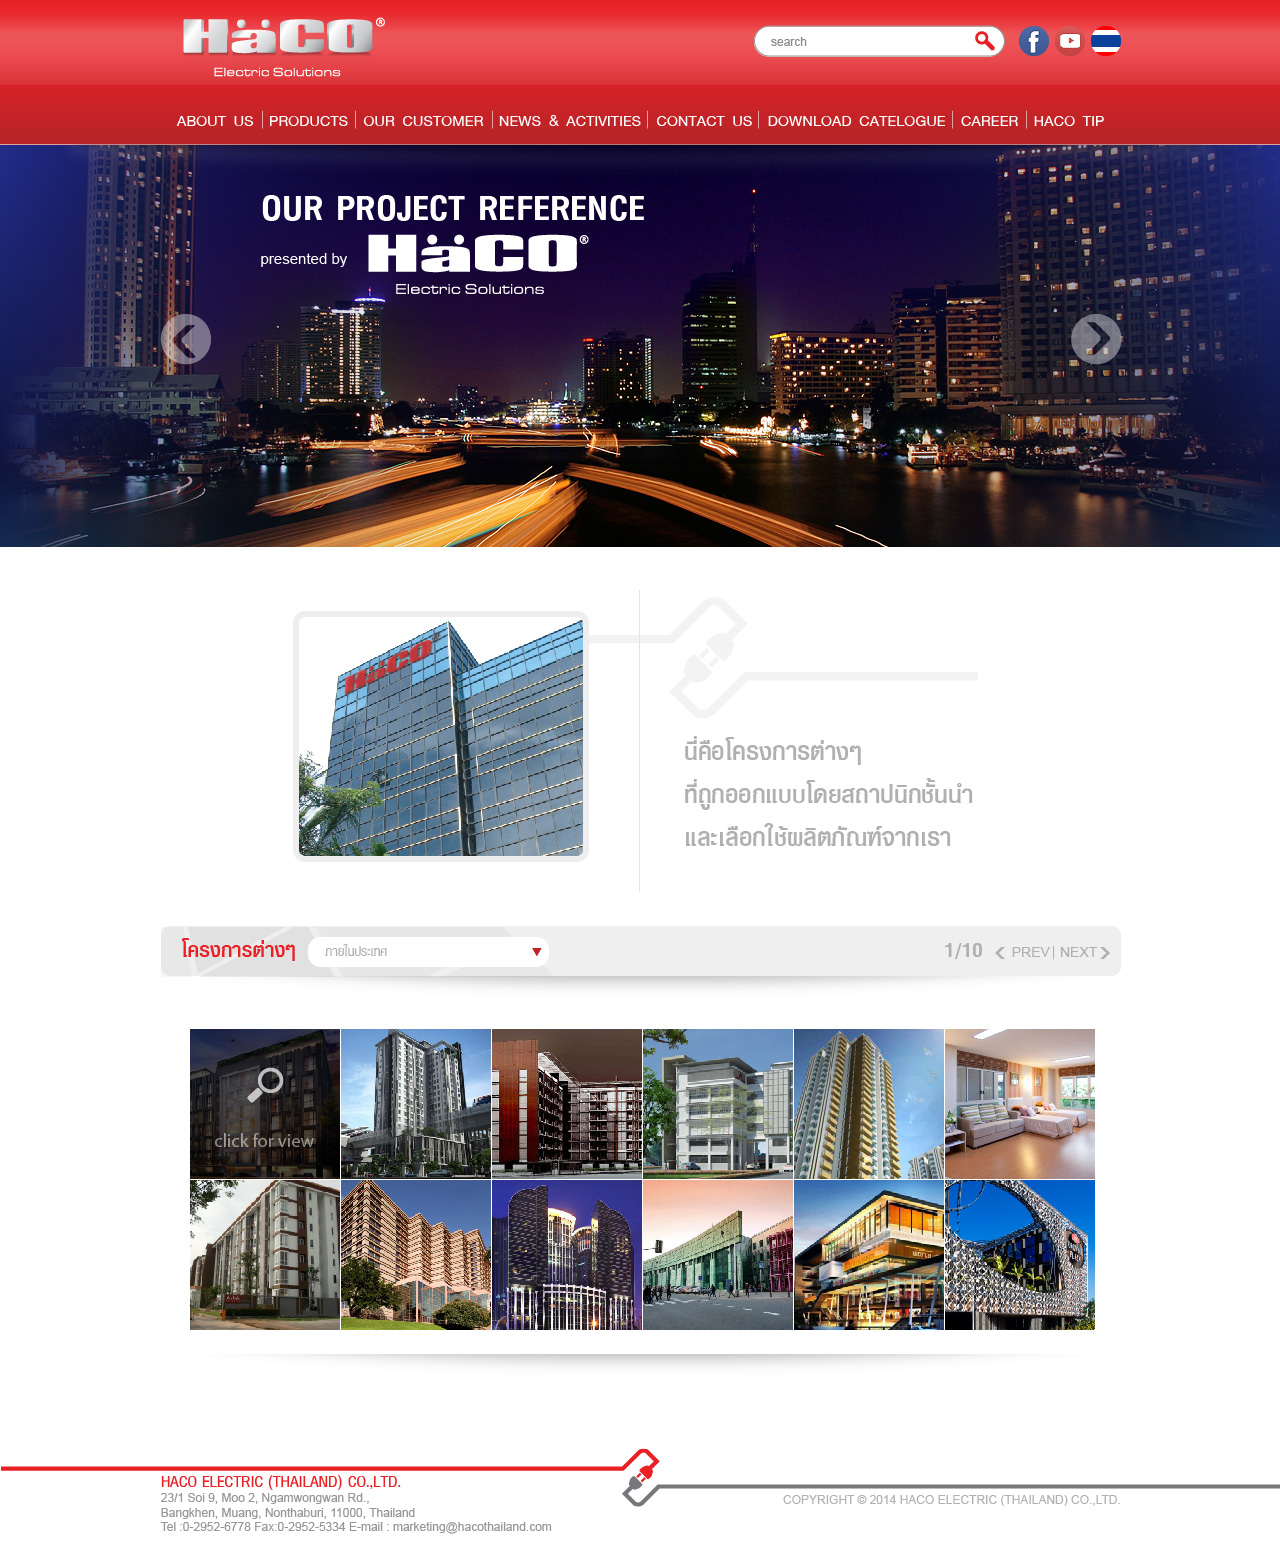 HäCO®
Electric Solutions
search
ABOUT US
PRODUCTS
OUR CUSTOMER
NEWS & ACTIVITIES
CONTACT US
DOWNLOAD CATELOGUE
CAREER
HACO TIP
OUR PROJECT REFERENCE
presented by HäCO®
Electric Solutions
HäCO
นี่คือโครงการต่างๆ
ที่ถูกออกแบบโดยสถาปนิกชั้นนำ
และเลือกใช้ผลิตภัณฑ์จากเรา
โครงการต่างๆ
ภายในประเทศ
1/10
PREV
NEXT
click for view
HACO ELECTRIC (THAILAND) CO.,LTD.
23/1 Soi 9, Moo 2, Ngamwongwan Rd.,
Bangkhen, Muang, Nonthaburi, 11000, Thailand
Tel :0-2952-6778 Fax:0-2952-5334 E-mail : marketing@hacothailand.com
COPYRIGHT © 2014 HACO ELECTRIC (THAILAND) CO.,LTD.